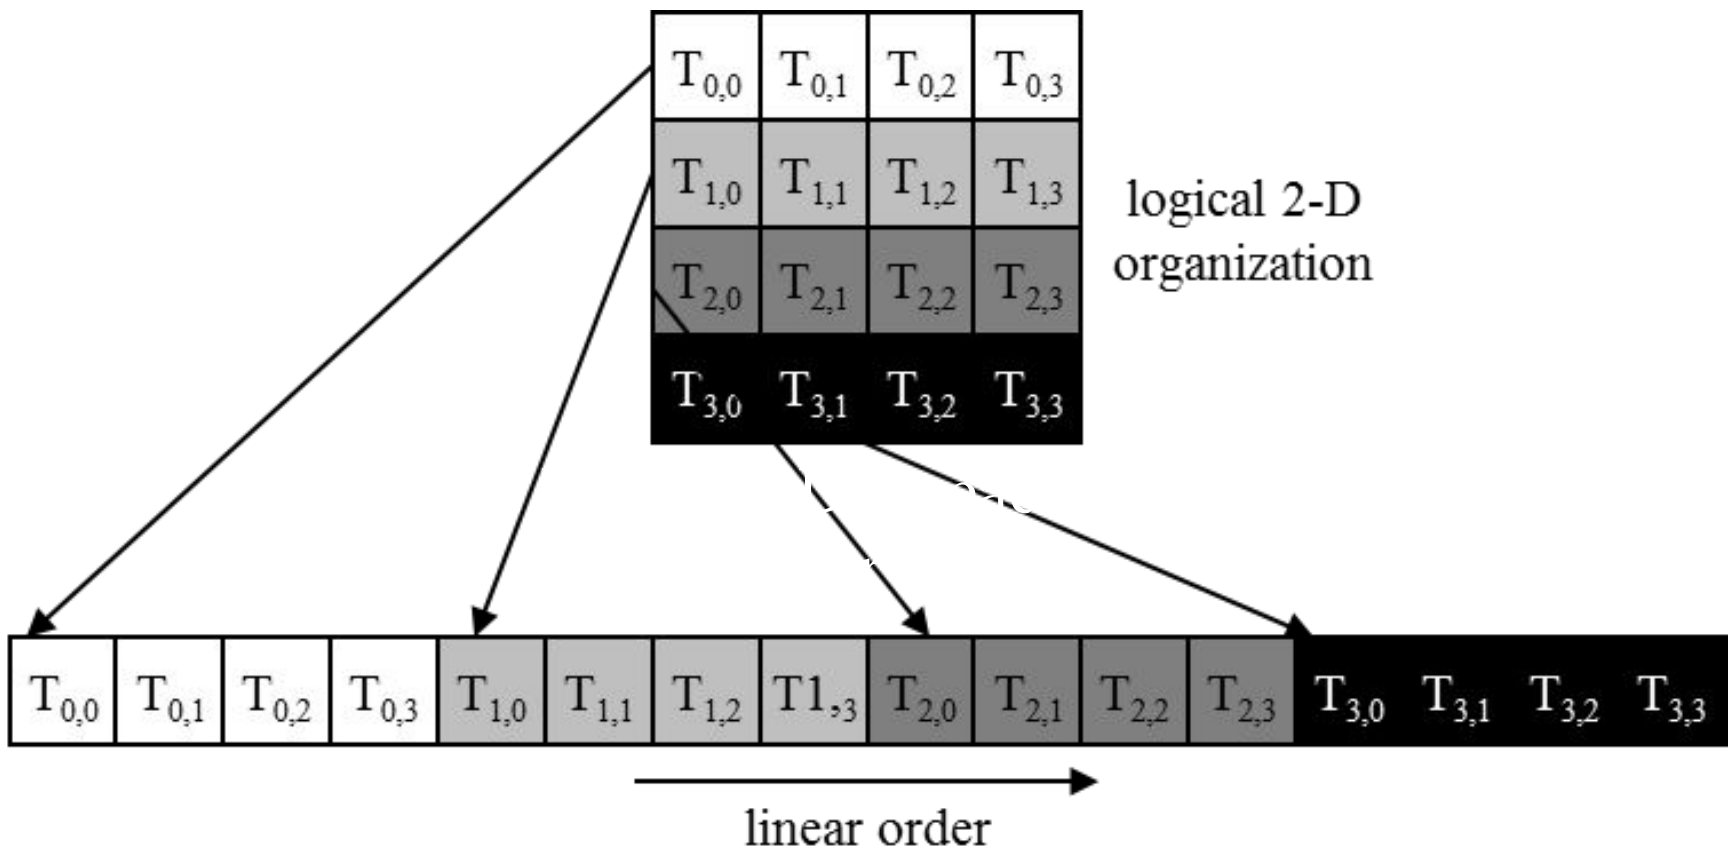 T0,0 T0,1 T0,2 T0,3
T1,0 T1,1 T1,2 T1,3
T2,0 T2,1 T2,2 T2,3
T3,0 T3,1 T3,2 T3,3
logical 2-D
organization
T0,0 T0,1 T0,2 T0,3 T1,0 T1,1 T1,2 T1,3 T2,0 T2,1 T2,2 T2,3 T3,0 T3,1 T3,2 T3,3
linear order